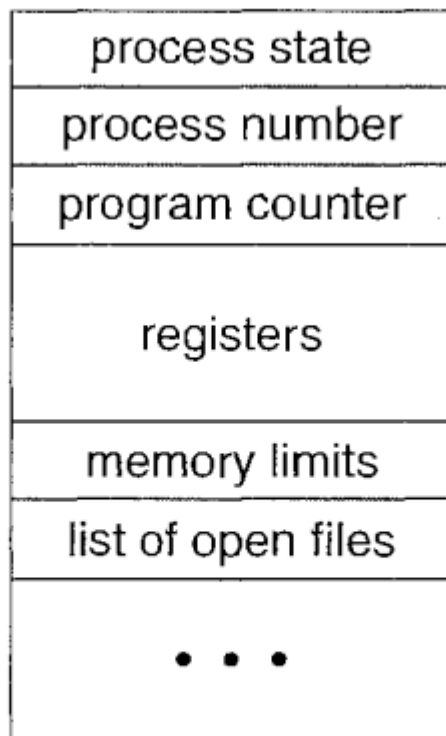 process state
process number
program counter
registers
memory limits
list of open files
• • •